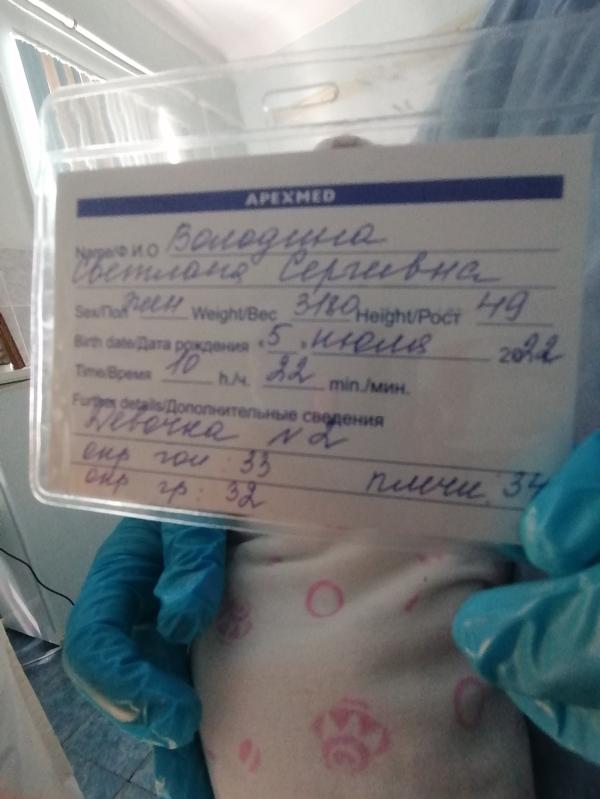 APEXMED
Name/Ф.И.О Володина
Светлана Сергеевна
Sex/Пол жен Weight/Вес 3180 Height/Рост 49
Birth date/Дата рождения «5» июля 2022
Time/Время 10 h./ч. 22 min./мин.
Further details/Дополнительные сведения
Девочка №2
окр гол: 33
окр гр: 32 плечи: 34